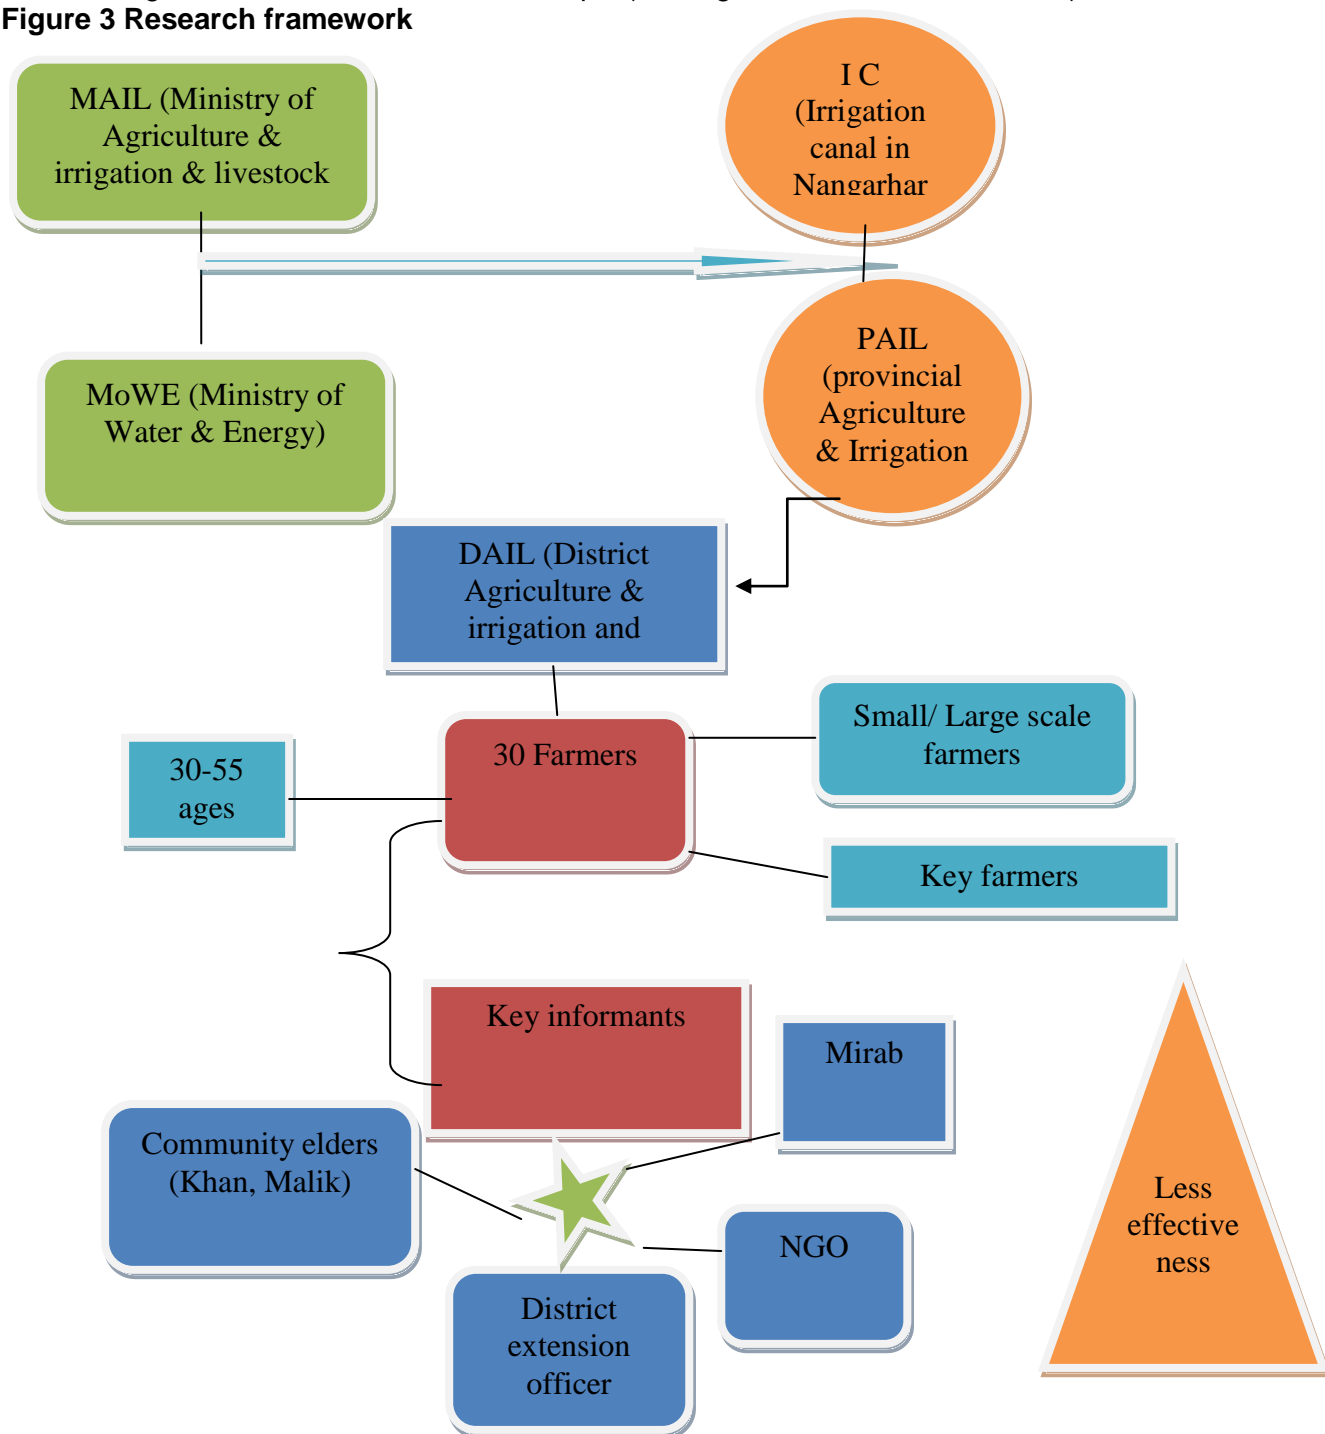 Figure 3 Research framework
MAIL (Ministry of
Agriculture &
irrigation & livestock
I C
(Irrigation
canal in
Nangarhar
MoWE (Ministry of
Water & Energy)
PAIL
(provincial
Agriculture
& Irrigation
DAIL (District
Agriculture &
irrigation and
30-55
ages
30 Farmers
Small/ Large scale
farmers
Key farmers
Key informants
Mirab
Community elders
(Khan, Malik)
NGO
District
extension
officer
Less
effective
ness